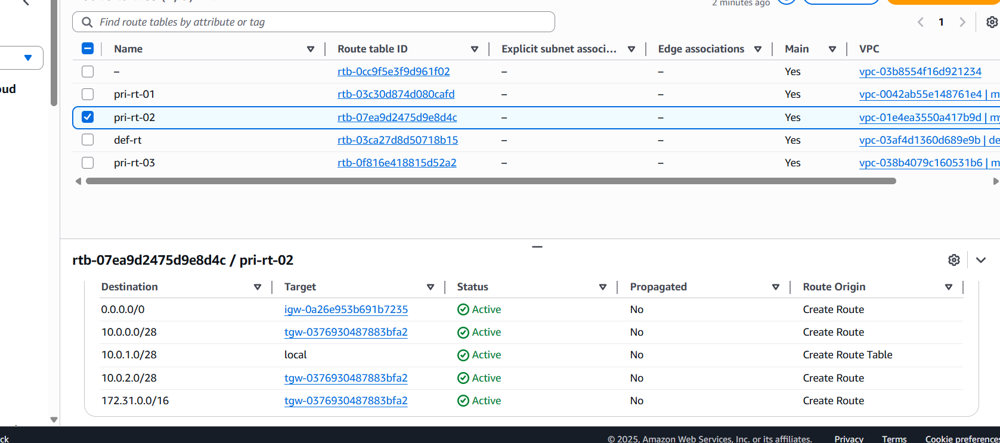 2 minutes ago
Find route tables by attribute or tag
1
Name Route table ID Explicit subnet associ... Edge associations Main VPC
– rtb-0cc9f5e3f9d961f02 – – Yes vpc-03b8554f16d921234
pri-rt-01 rtb-03c30d874d080cafd – – Yes vpc-0042ab55e148761e4 | m
pri-rt-02 rtb-07ea9d2475d9e8d4c – – Yes vpc-01e4ea3550a417b9d | my
def-rt rtb-03ca27d8d50718b15 – – Yes vpc-03af4d1360d689e9b | de
pri-rt-03 rtb-0f816e418815d52a2 – – Yes vpc-038b4079c160531b6 | m
oud
rtb-07ea9d2475d9e8d4c / pri-rt-02
Destination Target Status Propagated Route Origin
0.0.0.0/0 igw-0a26e953b691b7235 Active No Create Route
10.0.0.0/28 tgw-0376930487883bfa2 Active No Create Route
10.0.1.0/28 local Active No Create Route Table
10.0.2.0/28 tgw-0376930487883bfa2 Active No Create Route
172.31.0.0/16 tgw-0376930487883bfa2 Active No Create Route
ck © 2025, Amazon Web Services, Inc. or its affiliates. Privacy Terms Cookie preferences